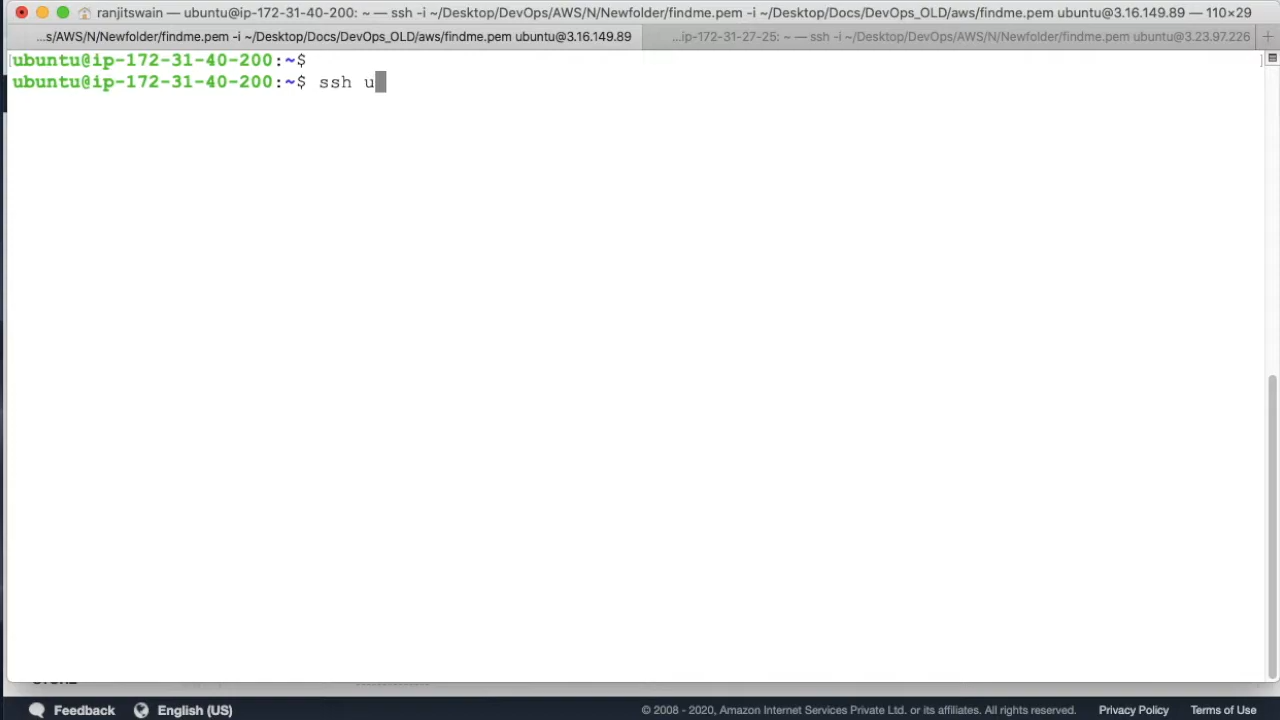 ranjitswain — ubuntu@ip-172-31-40-200: ~ — ssh -i ~/Desktop/DevOps/AWS/N/Newfolder/findme.pem -i ~/Desktop/Docs/DevOps_OLD/aws/findme.pem ubuntu@3.16.149.89 — 110×29
...s/AWS/N/Newfolder/findme.pem -i ~/Desktop/Docs/DevOps_OLD/aws/findme.pem ubuntu@3.16.149.89
...ip-172-31-27-25: ~ — ssh -i ~/Desktop/DevOps/AWS/N/Newfolder/findme.pem ubuntu@3.23.97.226 +
ubuntu@ip-172-31-40-200:~$
ubuntu@ip-172-31-40-200:~$ ssh u
Feedback
English (US)
© 2008 - 2020, Amazon Internet Services Private Ltd. or its affiliates. All rights reserved.
Privacy Policy
Terms of Use